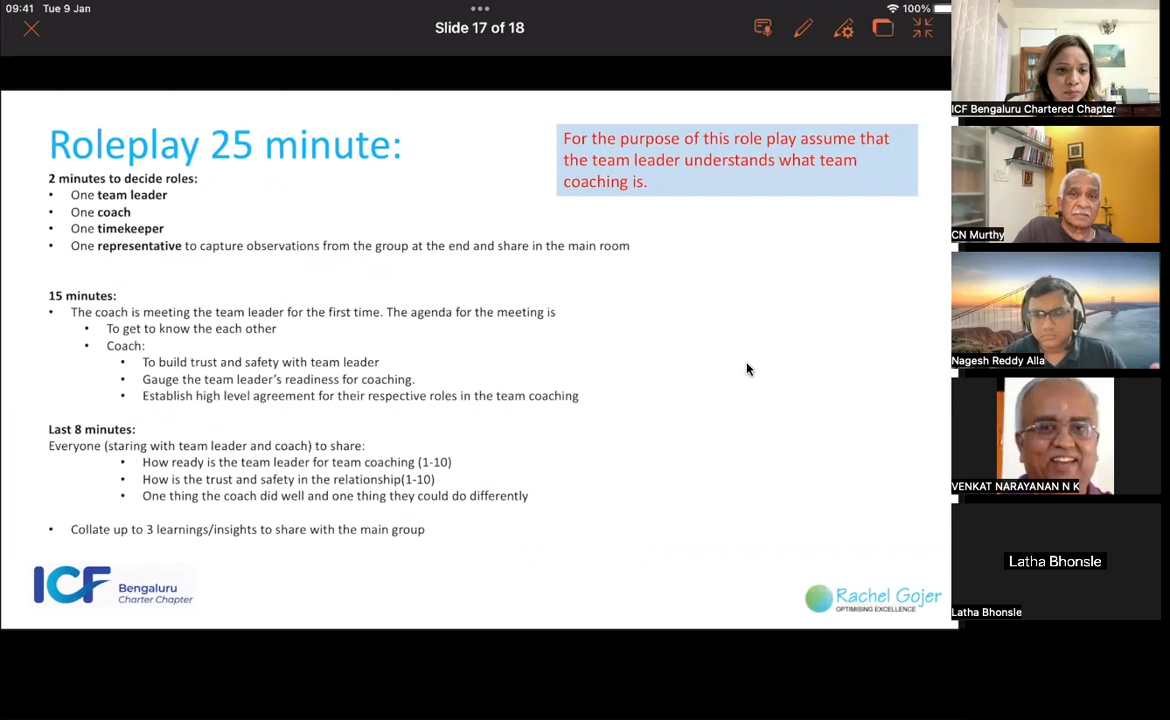 09:41 Tue 9 Jan
100%
Slide 17 of 18
Roleplay 25 minute:
For the purpose of this role play assume that
the team leader understands what team
coaching is.
2 minutes to decide roles:
• One team leader
• One coach
• One timekeeper
• One representative to capture observations from the group at the end and share in the main room
15 minutes:
• The coach is meeting the team leader for the first time. The agenda for the meeting is
• To get to know the each other
• Coach:
• To build trust and safety with team leader
• Gauge the team leader's readiness for coaching.
• Establish high level agreement for their respective roles in the team coaching
Last 8 minutes:
Everyone (staring with team leader and coach) to share:
• How ready is the team leader for team coaching (1-10)
• How is the trust and safety in the relationship(1-10)
• One thing the coach did well and one thing they could do differently
• Collate up to 3 learnings/insights to share with the main group
ICF Bengaluru
Charter Chapter
Rachel Gojer
OPTIMISING EXCELLENCE
ICF Bengaluru Chartered Chapter
CN Murthy
Nagesh Reddy Alla
VENKAT NARAYANAN N K
Latha Bhonsle
Latha Bhonsle